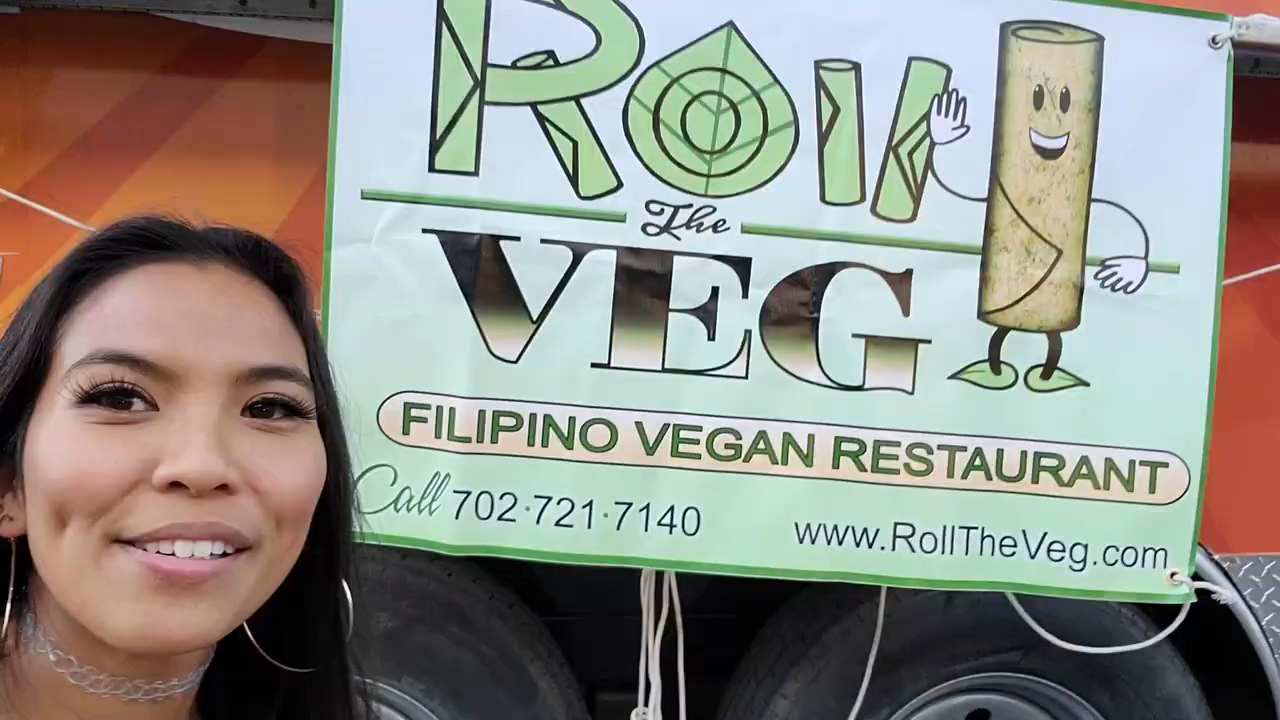 Roll
The
VEG
FILIPINO VEGAN RESTAURANT
Call 702·721·7140
www.RollTheVeg.com